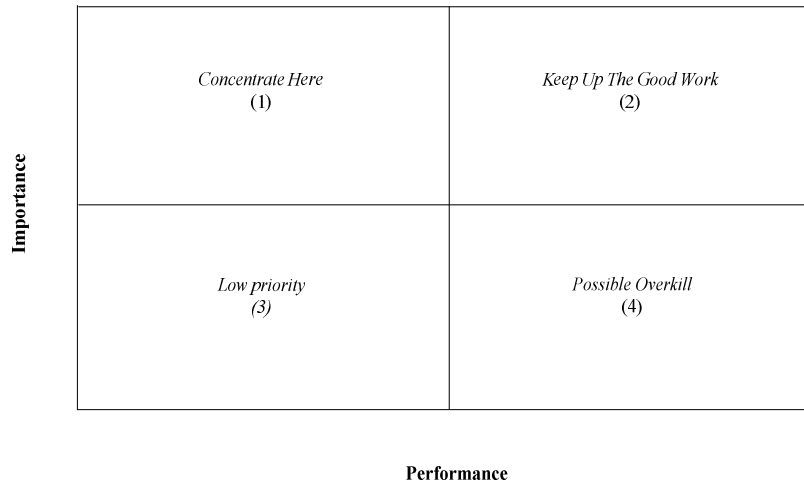 Concentrate Here
(1)
Keep Up The Good Work
(2)
Importance
Low priority
(3)
Possible Overkill
(4)
Performance